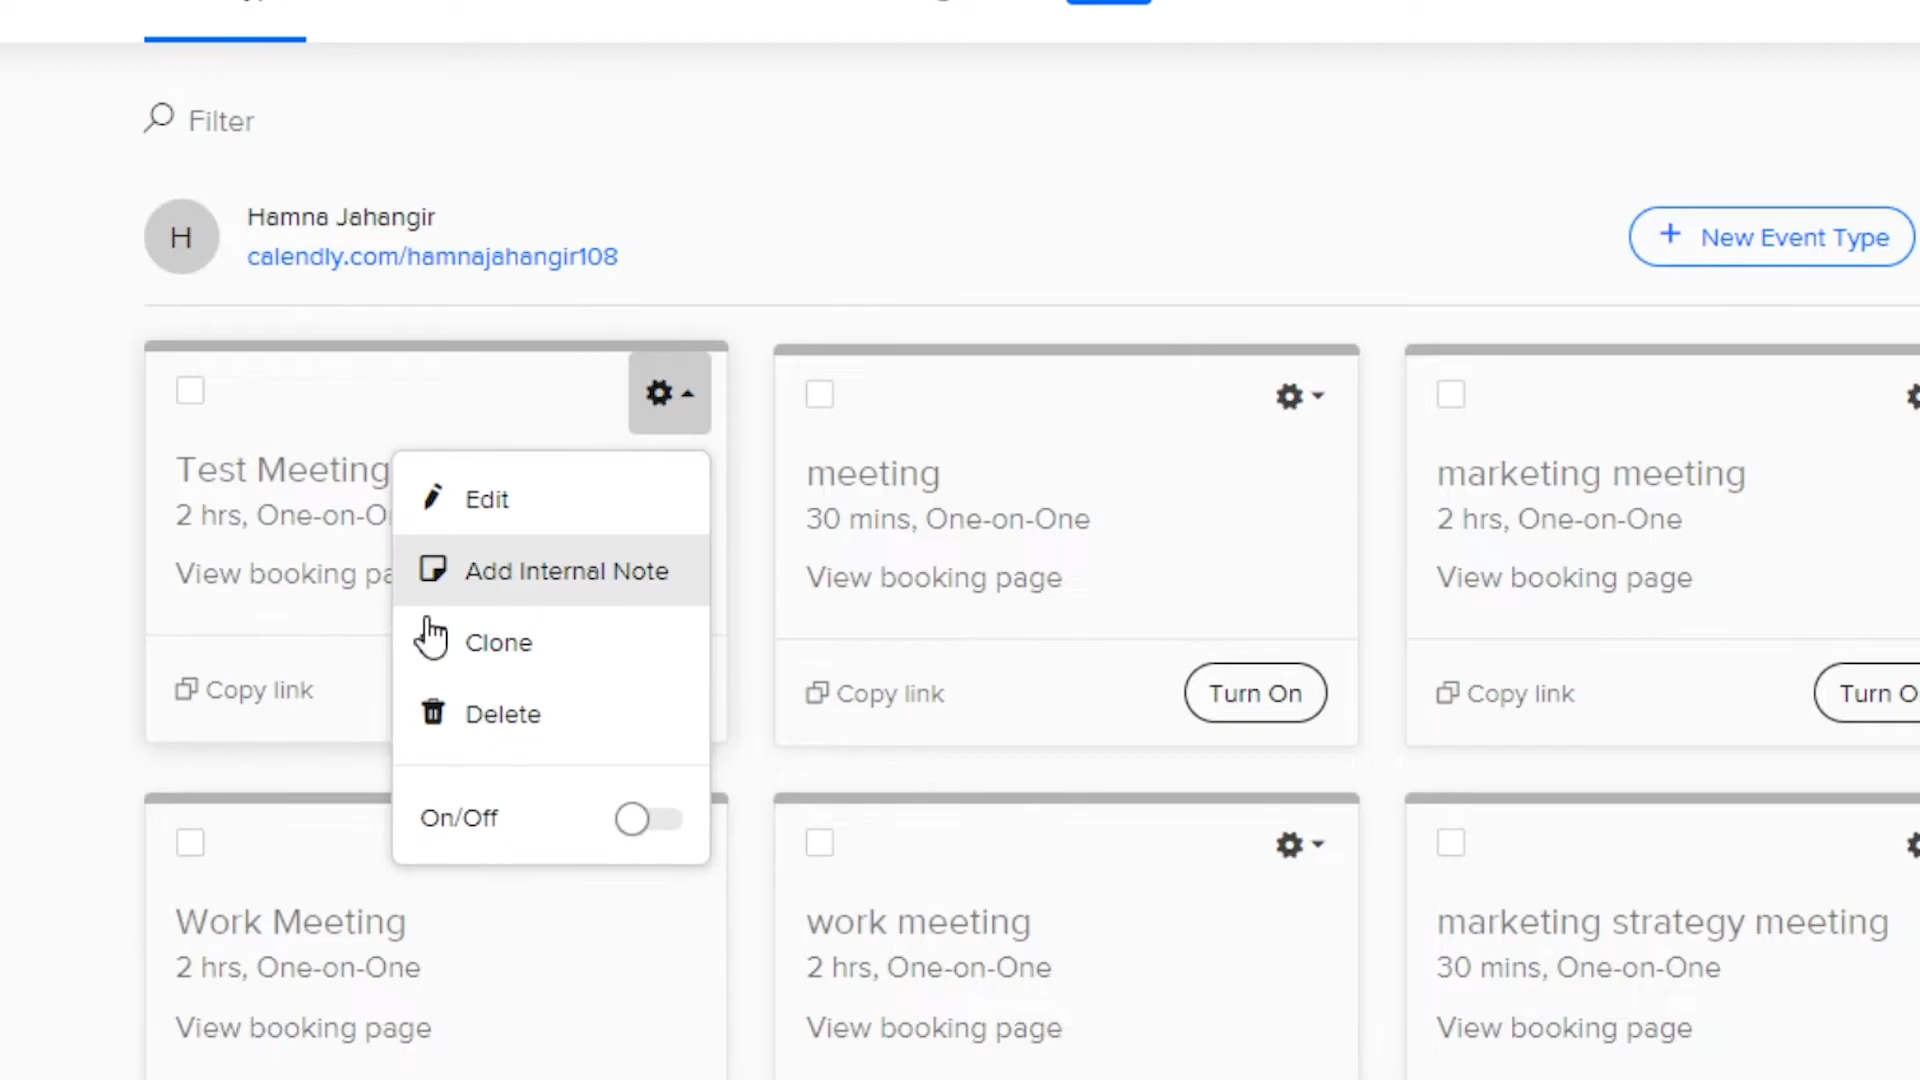 Filter
H
Hamna Jahangir
calendly.com/hamnajahangir108
+ New Event Type
Test Meeting
2 hrs, One-on-O
View booking pa
Copy link
Edit
Add Internal Note
Clone
Delete
On/Off
meeting
30 mins, One-on-One
View booking page
Copy link
Turn On
marketing meeting
2 hrs, One-on-One
View booking page
Copy link
Turn O
Work Meeting
2 hrs, One-on-One
View booking page
work meeting
2 hrs, One-on-One
View booking page
marketing strategy meeting
30 mins, One-on-One
View booking page